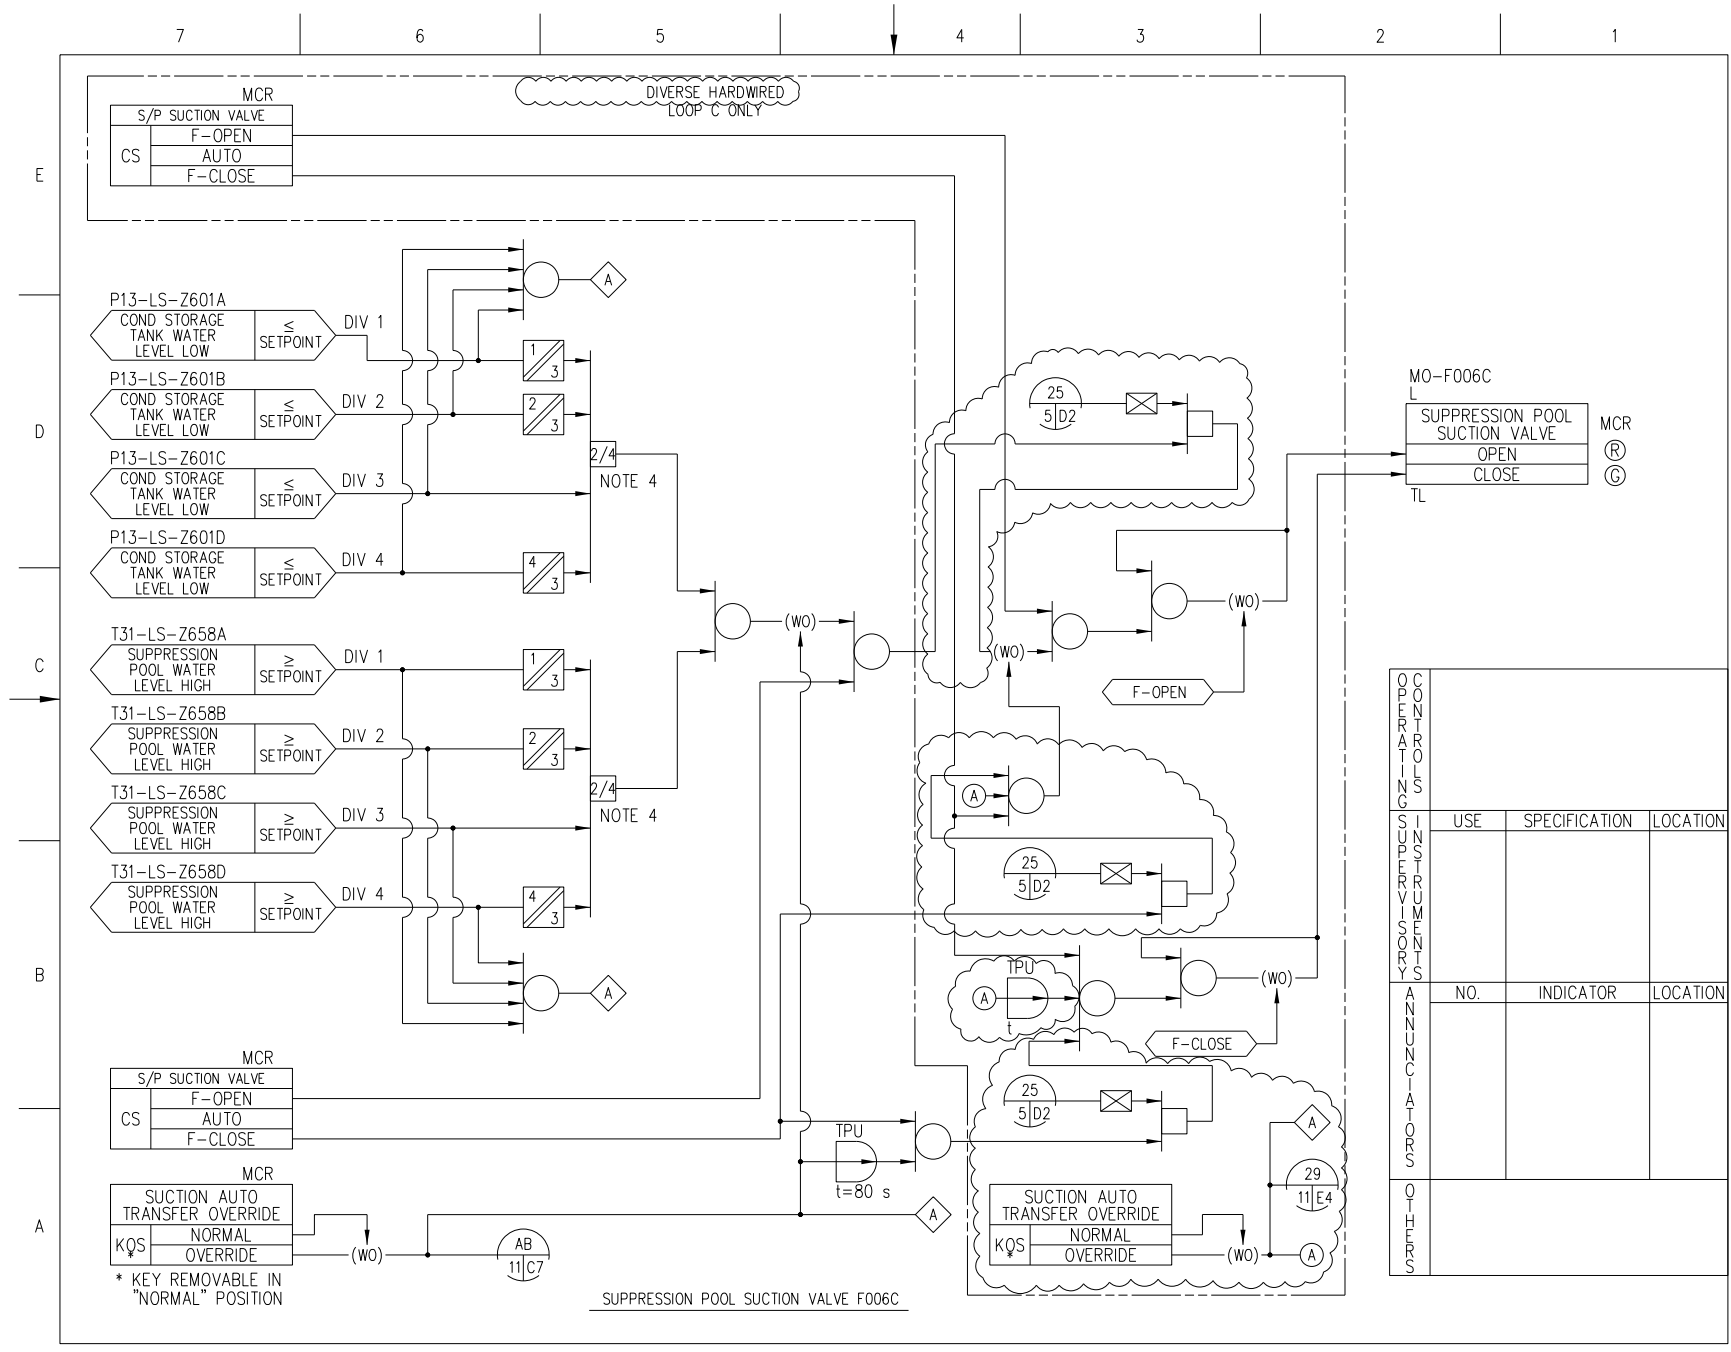 7 6 5 4 3 2 1
E
D
C
B
A
DIVERSE HARDWIRED
LOOP C ONLY
MCR
S/P SUCTION VALVE
CS
F-OPEN
AUTO
F-CLOSE
A
P13-LS-Z601A
COND STORAGE
TANK WATER
LEVEL LOW
≤
SETPOINT
DIV 1
1/3
P13-LS-Z601B
COND STORAGE
TANK WATER
LEVEL LOW
≤
SETPOINT
DIV 2
2/3
P13-LS-Z601C
COND STORAGE
TANK WATER
LEVEL LOW
≤
SETPOINT
DIV 3
2/4
NOTE 4
P13-LS-Z601D
COND STORAGE
TANK WATER
LEVEL LOW
≤
SETPOINT
DIV 4
4/3
T31-LS-Z658A
SUPPRESSION
POOL WATER
LEVEL HIGH
≥
SETPOINT
DIV 1
1/3
T31-LS-Z658B
SUPPRESSION
POOL WATER
LEVEL HIGH
≥
SETPOINT
DIV 2
2/3
T31-LS-Z658C
SUPPRESSION
POOL WATER
LEVEL HIGH
≥
SETPOINT
DIV 3
2/4
NOTE 4
T31-LS-Z658D
SUPPRESSION
POOL WATER
LEVEL HIGH
≥
SETPOINT
DIV 4
4/3
A
(WO)
MCR
S/P SUCTION VALVE
CS
F-OPEN
AUTO
F-CLOSE
MCR
SUCTION AUTO
TRANSFER OVERRIDE
KOS
*
NORMAL
OVERRIDE
(WO)
* KEY REMOVABLE IN
"NORMAL" POSITION
AB
11 C7
TPU
t=80 s
A
SUPPRESSION POOL SUCTION VALVE F006C
25
5 D2
(WO)
(WO)
F-OPEN
A
25
5 D2
TPU
A
t
(WO)
F-CLOSE
25
5 D2
A
29
11 E4
SUCTION AUTO
TRANSFER OVERRIDE
KOS
*
NORMAL
OVERRIDE
(WO)
A
MO-F006C
L
SUPPRESSION POOL
SUCTION VALVE
OPEN
CLOSE
TL
MCR
R
G
OPERATING
CONTROLS
SUPERVISORY
INSTRUMENTS
USE SPECIFICATION LOCATION
ANNUNCIATORS
NO. INDICATOR LOCATION
OTHERS